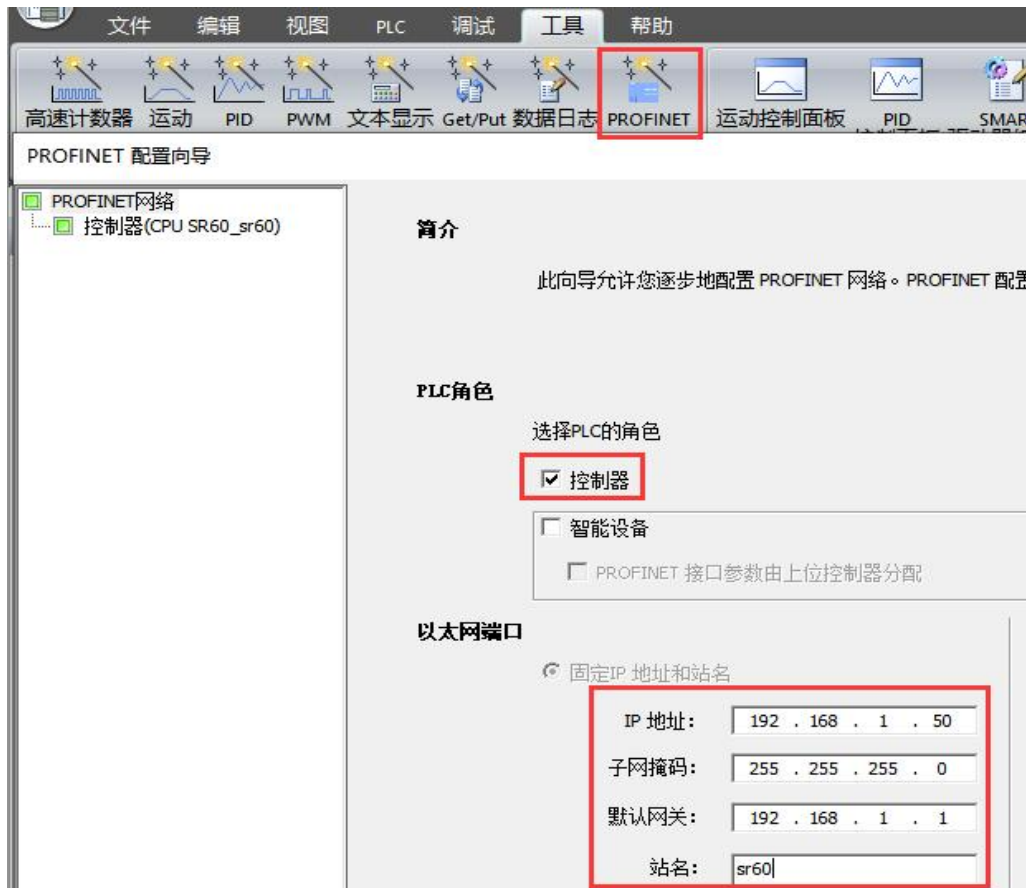 文件 编辑 视图 PLC 调试 工具 帮助
高速计数器 运动 PID PWM 文本显示 Get/Put 数据日志 PROFINET 运动控制面板 PID SMAR
PROFINET 配置向导
PROFINET网络
控制器(CPU SR60_sr60)
简介
此向导允许您逐步地配置 PROFINET 网络。PROFINET 配置
PLC角色
选择PLC的角色
控制器
智能设备
PROFINET 接口参数由上位控制器分配
以太网端口
固定IP 地址和站名
IP 地址: 192 . 168 . 1 . 50
子网掩码: 255 . 255 . 255 . 0
默认网关: 192 . 168 . 1 . 1
站名: sr60